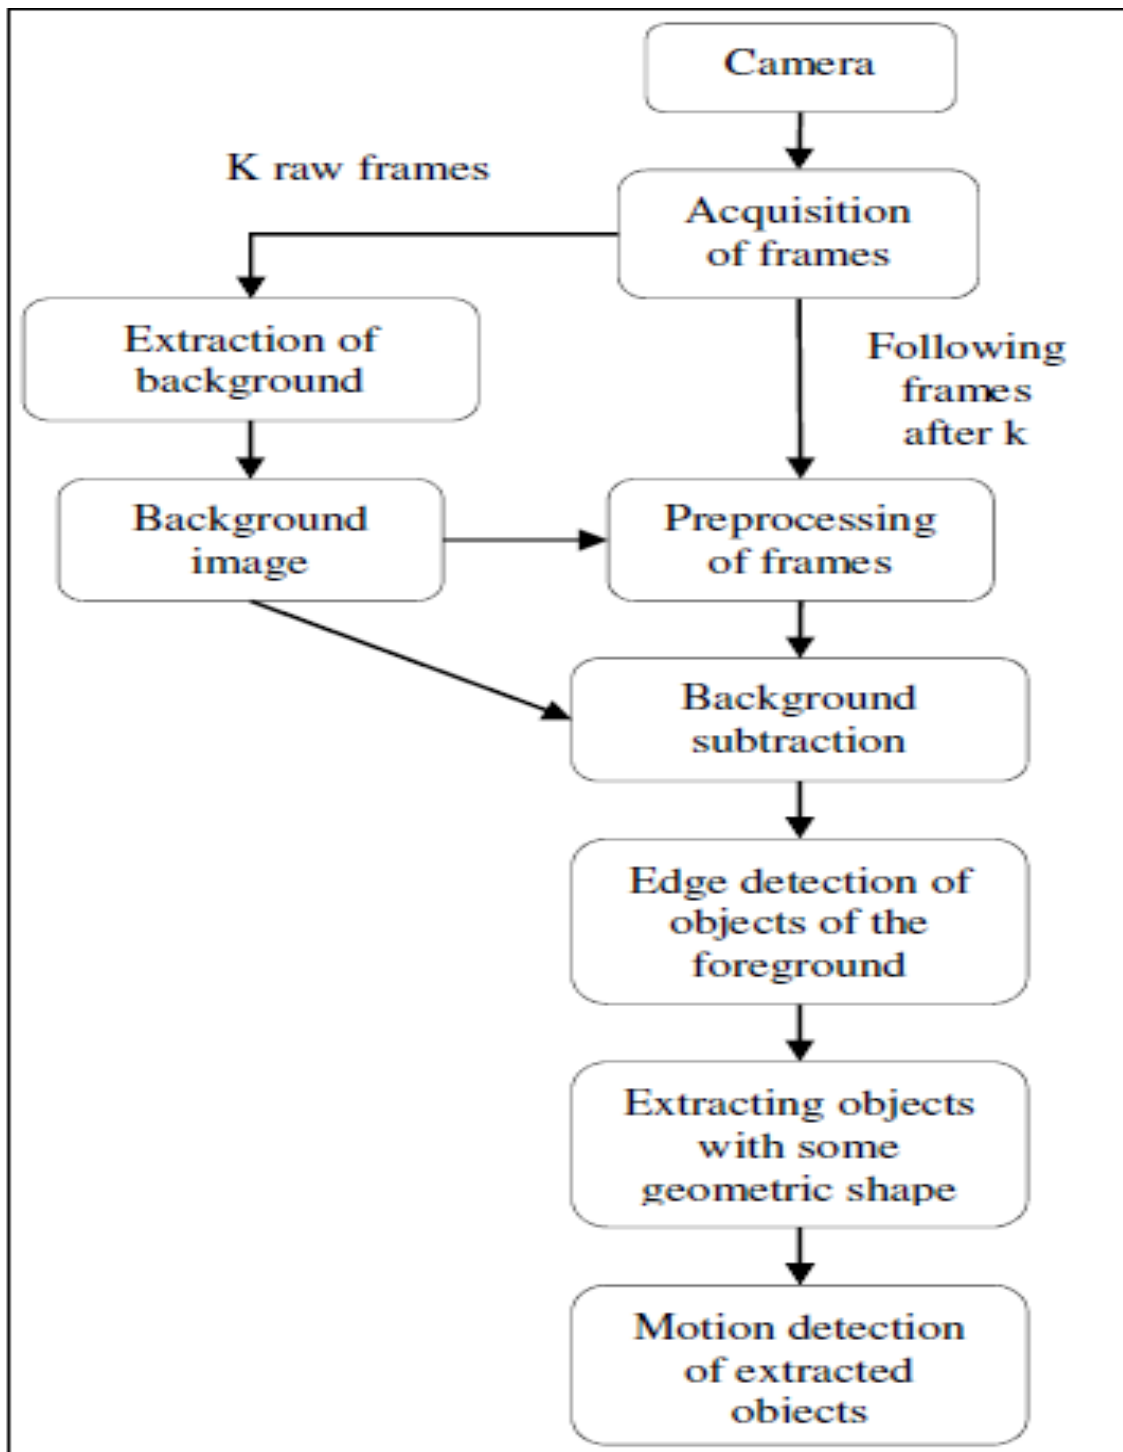 Camera
K raw frames
Acquisition
of frames
Extraction of
background
Following
frames
after k
Background
image
Preprocessing
of frames
Background
subtraction
Edge detection of
objects of the
foreground
Extracting objects
with some
geometric shape
Motion detection
of extracted
objects